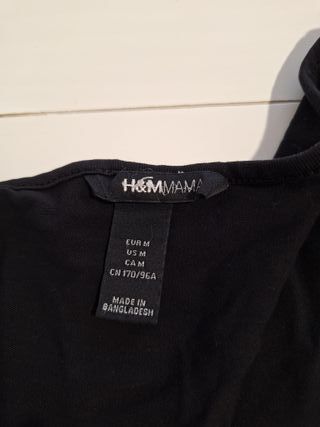 H&M MAMA
EUR M
US M
CA M
CN 170/96A
MADE IN
BANGLADESH